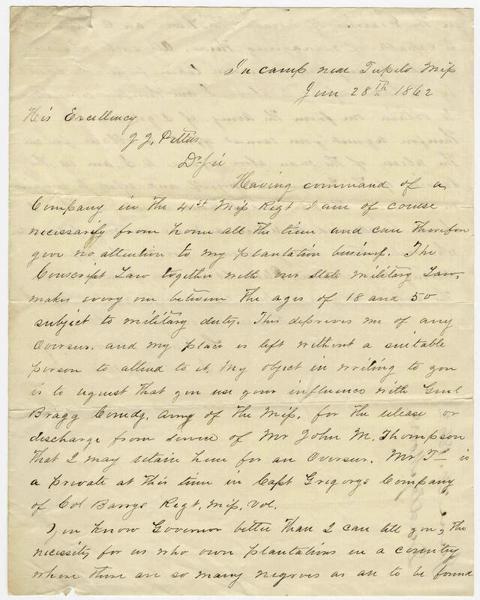 In camp near Tupelo Mip
Jun 28th 1862
His Excellency
J. J. Pettus
Dr Sir
Having command of a
Company in the 41st Mip Regt I am of course
necessarily from home all the time and can therefore
give no attention to my plantation business. The
Conscript Law together with our State Military Law,
makes every one between the ages of 18 and 50
subject to military duty. This deprives me of any
Overseer. and my place is left without a suitable
person to attend to it, My object in writing to you
is to request that you use your influence with Genl
Bragg Comdg. Army of the Mip, for the release or
discharge from service of Mr John M. Thompson
that I may retain him for an Overseer. Mr. T– is
a private at this time in Capt Gregorys Company
of Col Barrys Regt, Mip, Vol.
You know Governor better than I can tell you, the
necessity for us who own plantations in a country
where there are so many negroes as are to be found